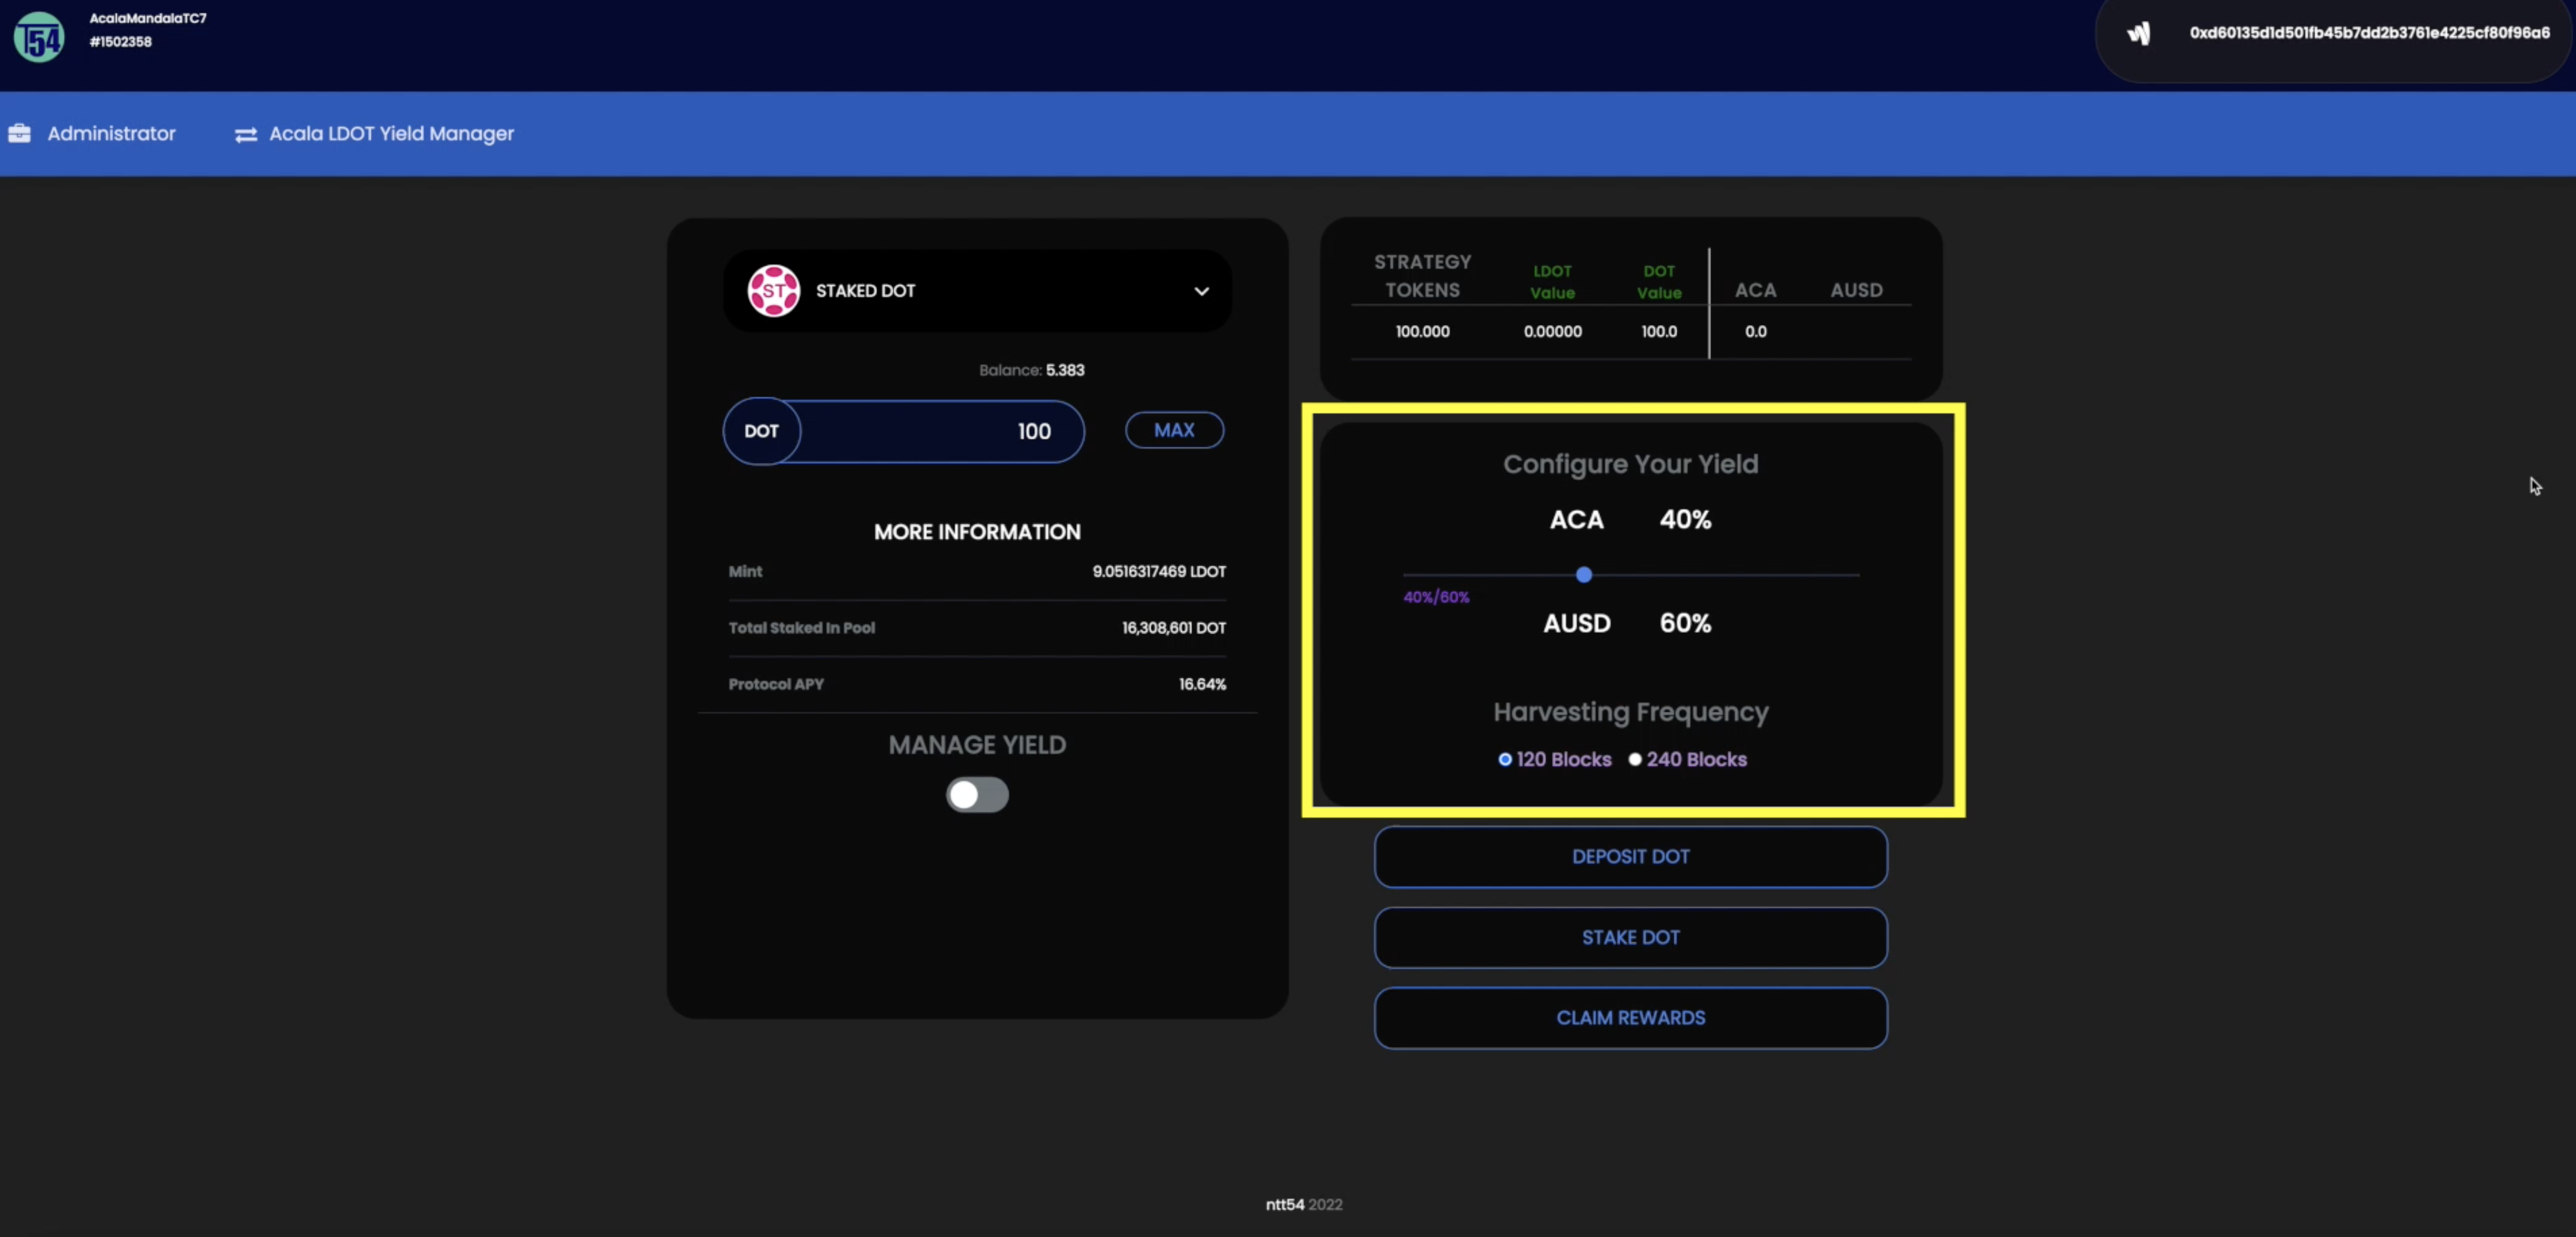 T54
AcalaMandalaTC7
#1502358
0xd60135d1d501fb45b7dd2b3761e4225cf80f96a6
Administrator
Acala LDOT Yield Manager
ST
STAKED DOT
Balance: 5.383
DOT
100
MAX
MORE INFORMATION
Mint 9.0516317469 LDOT
Total Staked In Pool 16,308,601 DOT
Protocol APY 16.64%
MANAGE YIELD
STRATEGY TOKENS LDOT Value DOT Value ACA AUSD
100.000 0.00000 100.0 0.0
Configure Your Yield
ACA 40%
40%/60%
AUSD 60%
Harvesting Frequency
120 Blocks 240 Blocks
DEPOSIT DOT
STAKE DOT
CLAIM REWARDS
ntt54 2022